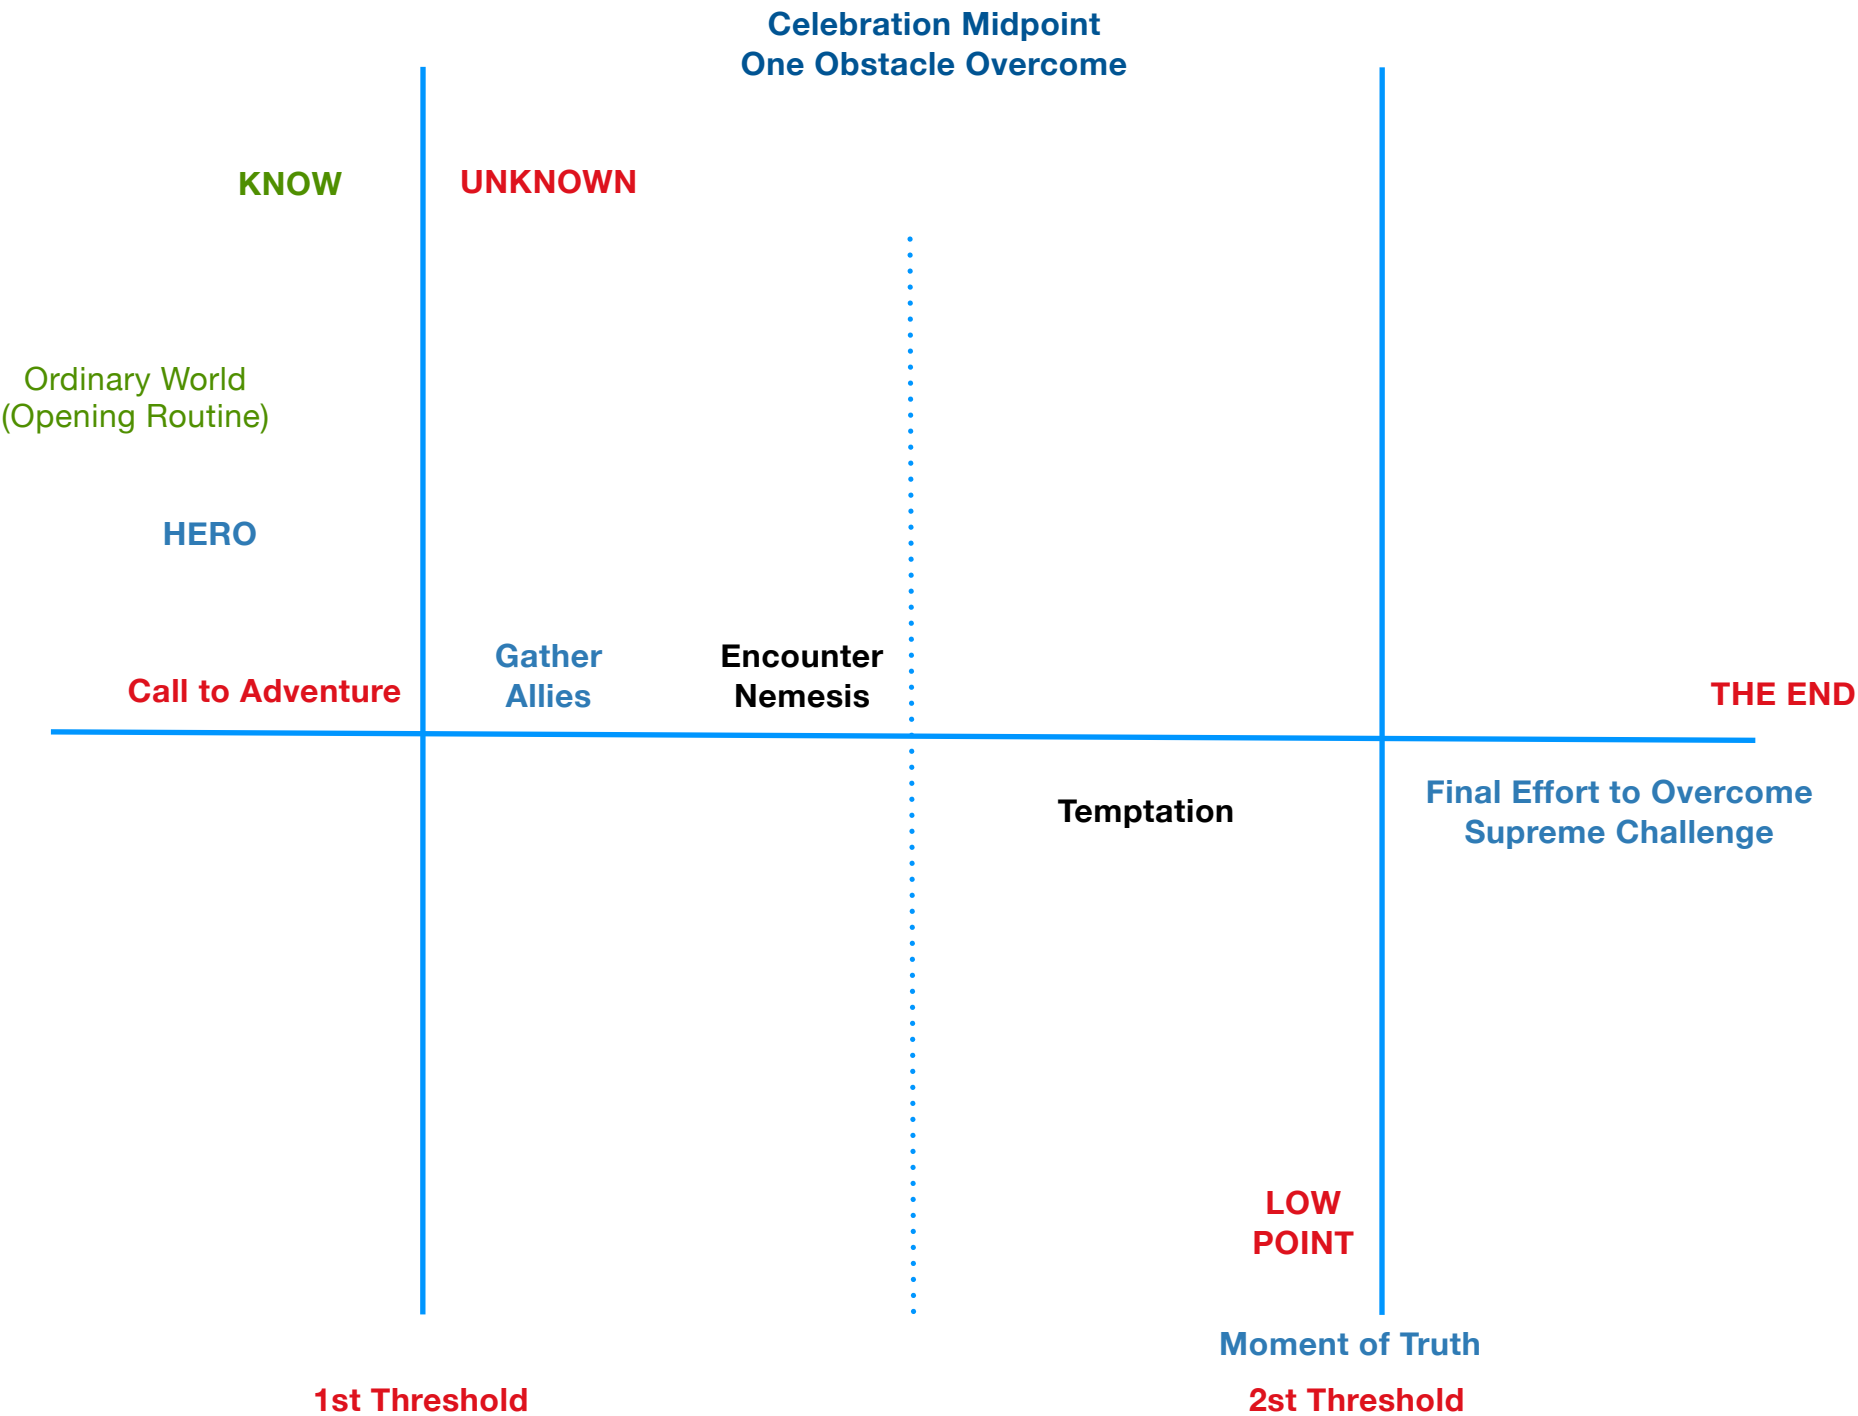 Celebration Midpoint
One Obstacle Overcome
KNOW
UNKNOWN
Ordinary World
(Opening Routine)
HERO
Call to Adventure
Gather
Allies
Encounter
Nemesis
THE END
Temptation
Final Effort to Overcome
Supreme Challenge
LOW
POINT
Moment of Truth
1st Threshold
2st Threshold